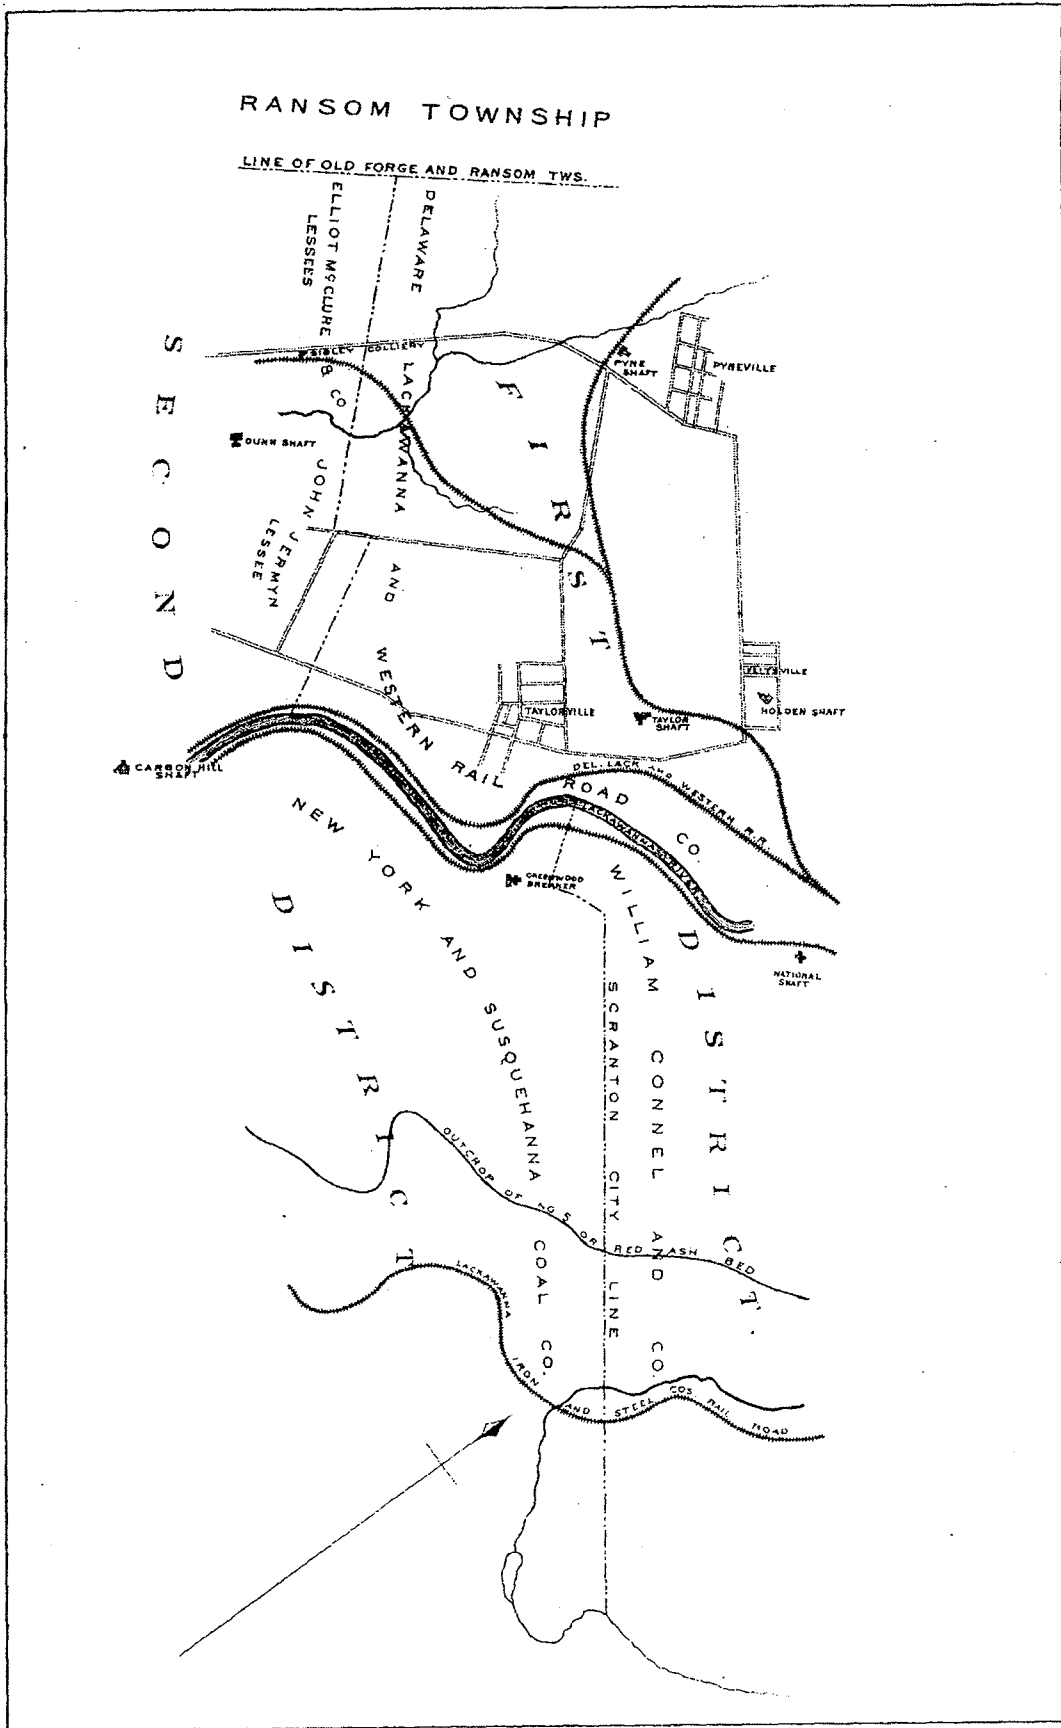 RANSOM TOWNSHIP
LINE OF OLD FORGE AND RANSOM TWS.
ELLIOT McCLURE & CO
LESSEES
DELAWARE LACKAWANNA AND WESTERN RAIL ROAD CO.
SIBLEY COLLIERY
PYNE
SHAFT
PYNEVILLE
FIRST DISTRICT
SECOND DISTRICT
DUNN SHAFT
JOHN JERMYN
LESSEE
TAYLORVILLE
TAYLOR
SHAFT
HOLDEN SHAFT
CARBON HILL
SHAFT
DEL. LACK AND WESTERN R.R.
LACKAWANNA RIVER
GREENWOOD
BREAKER
NATIONAL
SHAFT
NEW YORK AND SUSQUEHANNA COAL CO.
WILLIAM CONNEL AND CO.
SCRANTON CITY LINE
OUTCROP OF NO 5 OR RED ASH BED
LACKAWANNA IRON AND STEEL COS. RAIL ROAD